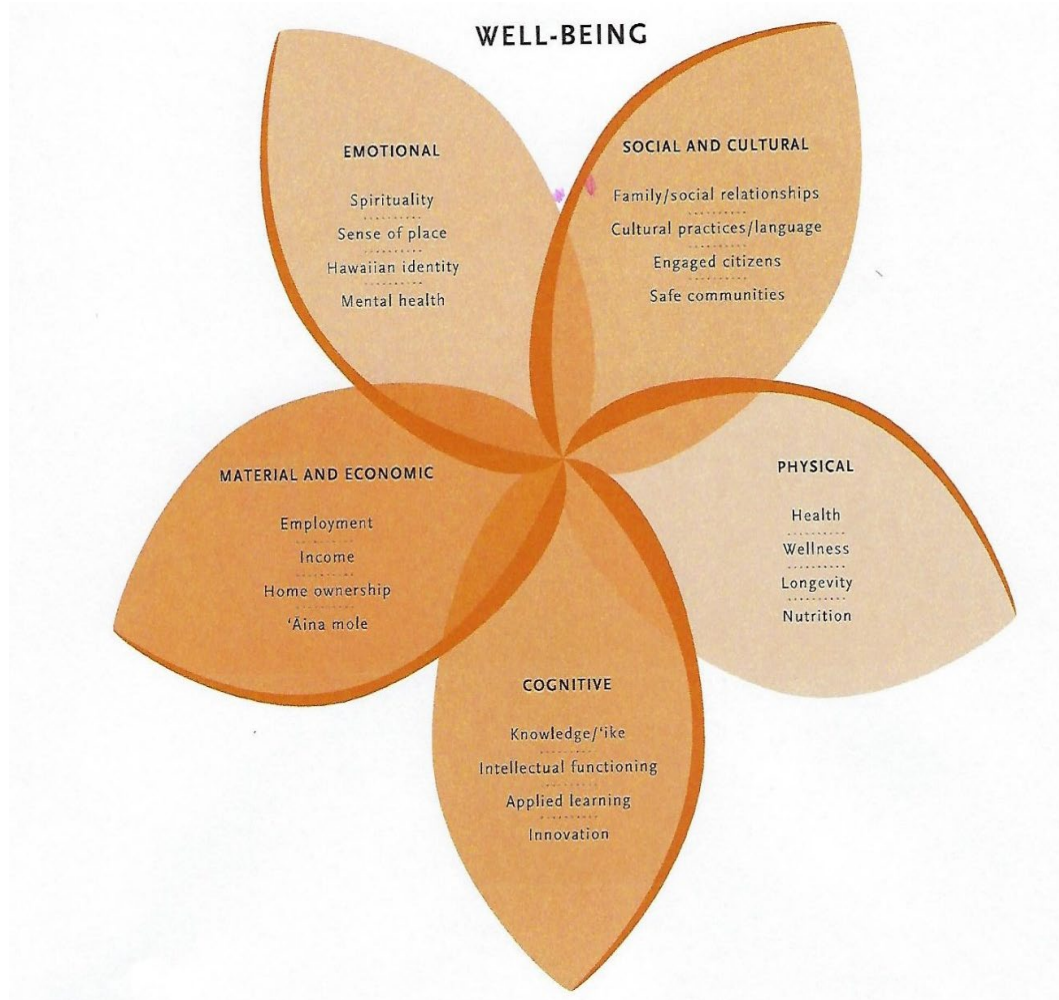 WELL-BEING
EMOTIONAL
Spirituality
Sense of place
Hawaiian identity
Mental health
SOCIAL AND CULTURAL
Family/social relationships
Cultural practices/language
Engaged citizens
Safe communities
MATERIAL AND ECONOMIC
Employment
Income
Home ownership
ʻĀina mole
PHYSICAL
Health
Wellness
Longevity
Nutrition
COGNITIVE
Knowledge/ʻike
Intellectual functioning
Applied learning
Innovation